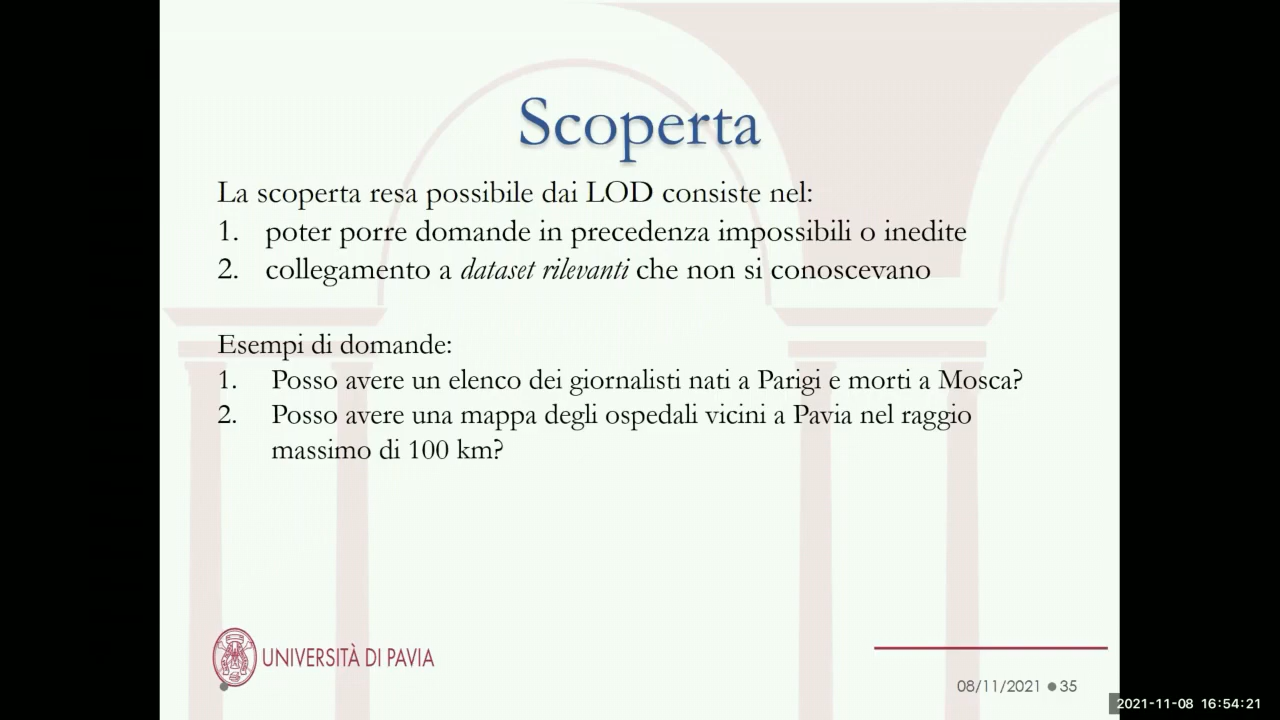 Scoperta
La scoperta resa possibile dai LOD consiste nel:
1. poter porre domande in precedenza impossibili o inedite
2. collegamento a dataset rilevanti che non si conoscevano
Esempi di domande:
1. Posso avere un elenco dei giornalisti nati a Parigi e morti a Mosca?
2. Posso avere una mappa degli ospedali vicini a Pavia nel raggio
massimo di 100 km?
UNIVERSITÀ DI PAVIA
08/11/2021 ● 35
2021-11-08 16:54:21